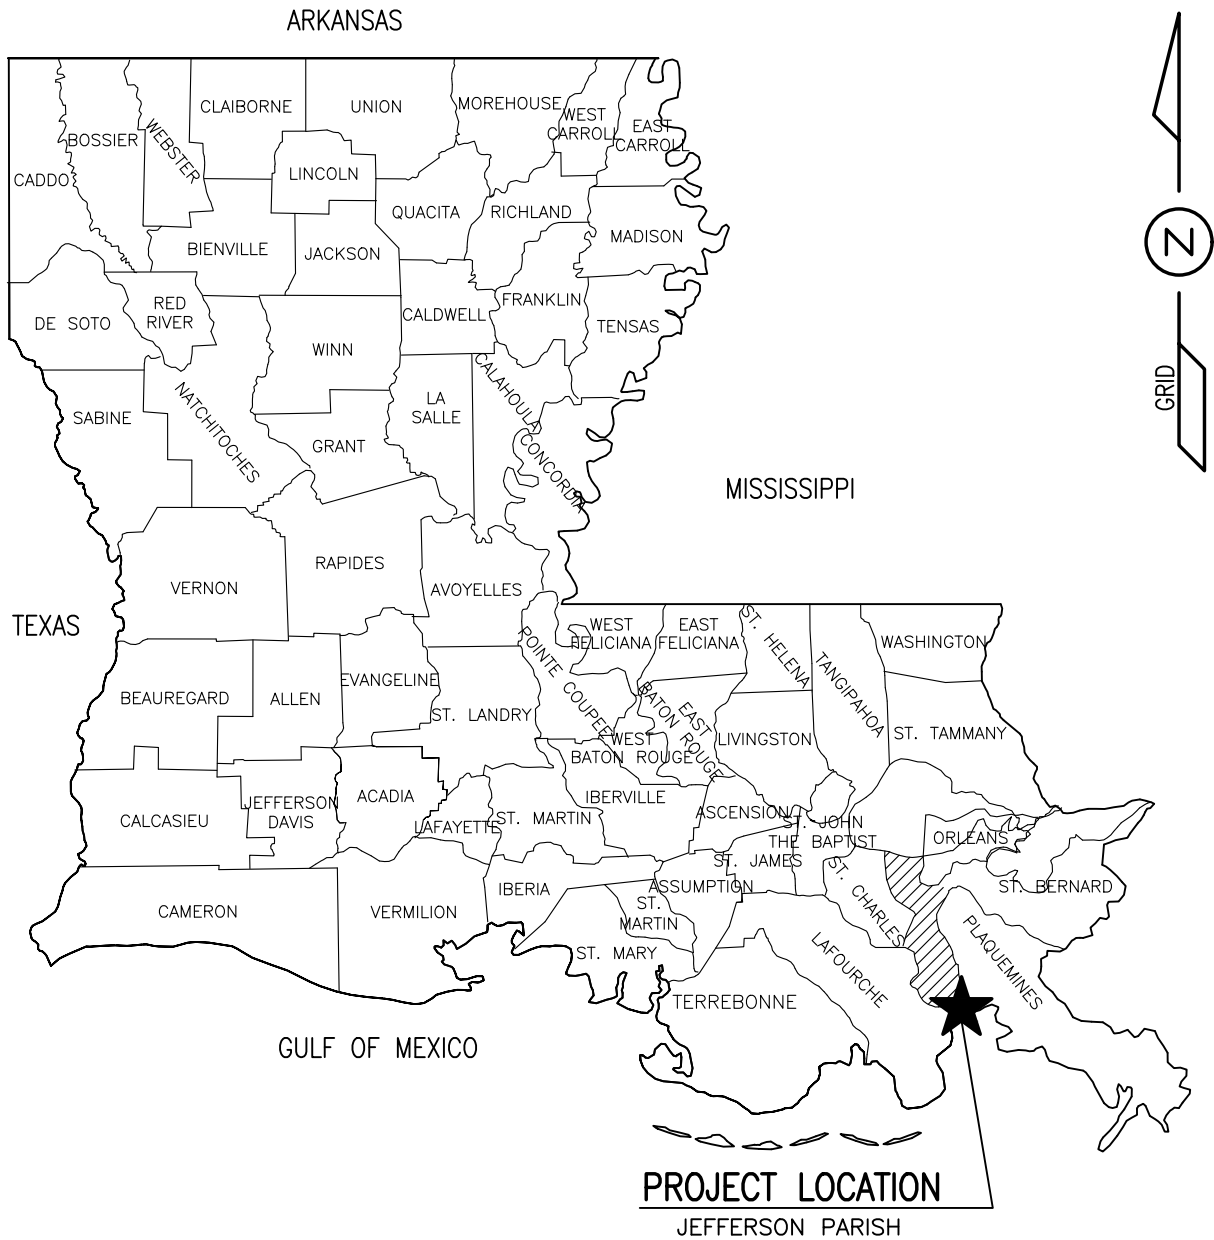 ARKANSAS
CLAIBORNE
UNION
MOREHOUSE
WEST
CARROLL
EAST
CARROLL
BOSSIER
WEBSTER
CADDO
LINCOLN
QUACITA
RICHLAND
MADISON
BIENVILLE
JACKSON
N
RED
RIVER
DE SOTO
CALDWELL
FRANKLIN
TENSAS
WINN
SABINE
NATCHITOCHES
GRANT
LA
SALLE
CALAHOULA
CONCORDIA
GRID
MISSISSIPPI
VERNON
RAPIDES
AVOYELLES
TEXAS
WEST
FELICIANA
EAST
FELICIANA
ST. HELENA
TANGIPAHOA
WASHINGTON
POINTE COUPEE
BEAUREGARD
ALLEN
EVANGELINE
ST. LANDRY
WEST
BATON ROUGE
EAST
BATON ROUGE
LIVINGSTON
ST. TAMMANY
CALCASIEU
JEFFERSON
DAVIS
ACADIA
LAFAYETTE
ST. MARTIN
IBERVILLE
ASCENSION
ST. JOHN
THE BAPTIST
ST. JAMES
ORLEANS
ST. BERNARD
CAMERON
VERMILION
IBERIA
ASSUMPTION
ST.
MARTIN
ST. MARY
ST. CHARLES
LAFOURCHE
PLAQUEMINES
TERREBONNE
GULF OF MEXICO
PROJECT LOCATION
JEFFERSON PARISH